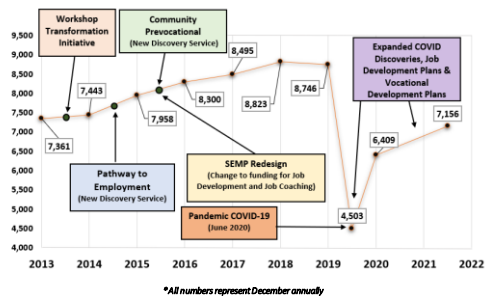 Workshop
Transformation
Initiative
Community
Prevocational
(New Discovery Service)
Expanded COVID
Discoveries, Job
Development Plans &
Vocational
Development Plans
9,500
9,000
8,500
8,000
7,500
7,000
6,500
6,000
5,500
5,000
4,500
4,000
7,361
7,443
7,958
8,300
8,495
8,823
8,746
4,503
6,409
7,156
Pathway to
Employment
(New Discovery Service)
SEMP Redesign
(Change to funding for Job
Development and Job Coaching)
Pandemic COVID-19
(June 2020)
2013 2014 2015 2016 2017 2018 2019 2020 2021 2022
*All numbers represent December annually